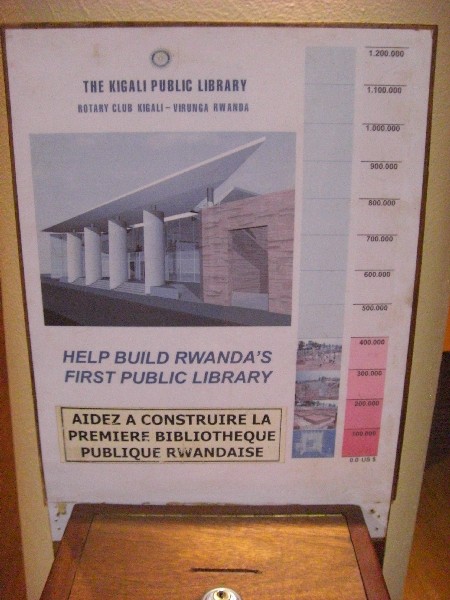 THE KIGALI PUBLIC LIBRARY
ROTARY CLUB KIGALI – VIRUNGA RWANDA
1.200.000
1.100.000
1.000.000
900.000
800.000
700.000
600.000
500.000
400.000
300.000
200.000
100.000
0.0 US $
HELP BUILD RWANDA'S
FIRST PUBLIC LIBRARY
AIDEZ A CONSTRUIRE LA
PREMIERE BIBLIOTHEQUE
PUBLIQUE RWANDAISE